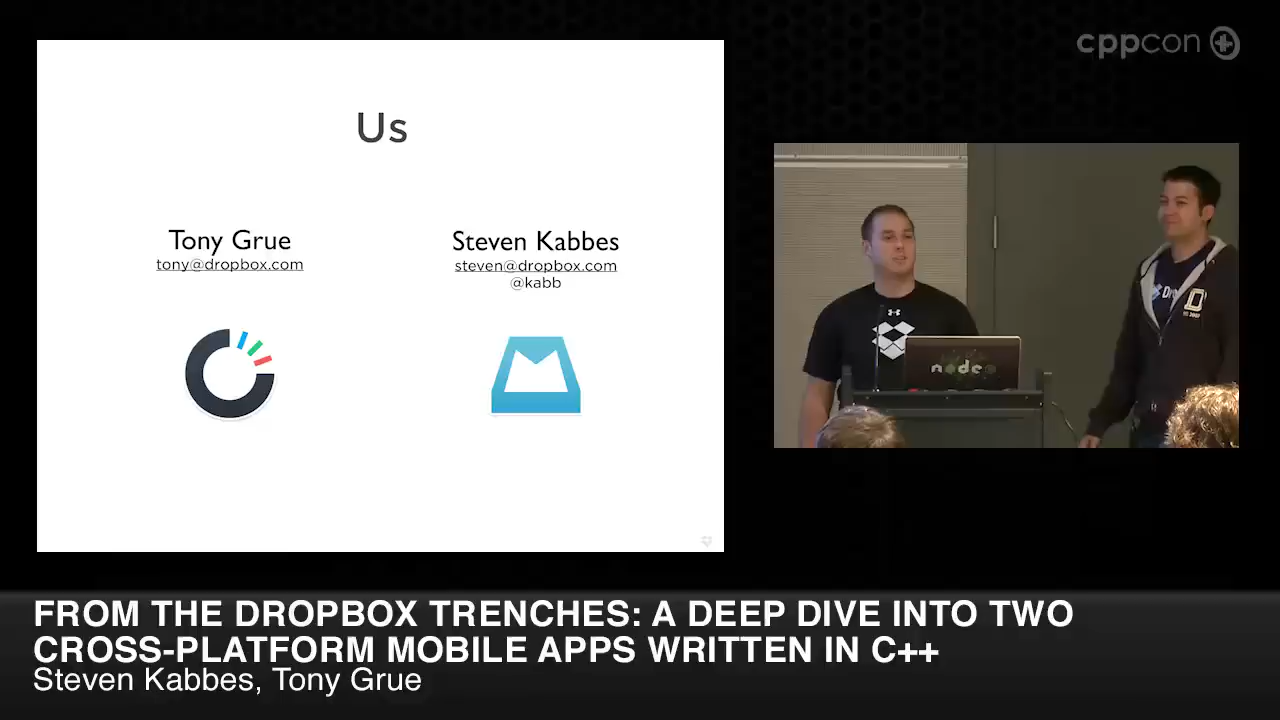 cppcon
Us
Tony Grue
tony@dropbox.com
Steven Kabbes
steven@dropbox.com
@kabb
FROM THE DROPBOX TRENCHES: A DEEP DIVE INTO TWO
CROSS-PLATFORM MOBILE APPS WRITTEN IN C++
Steven Kabbes, Tony Grue